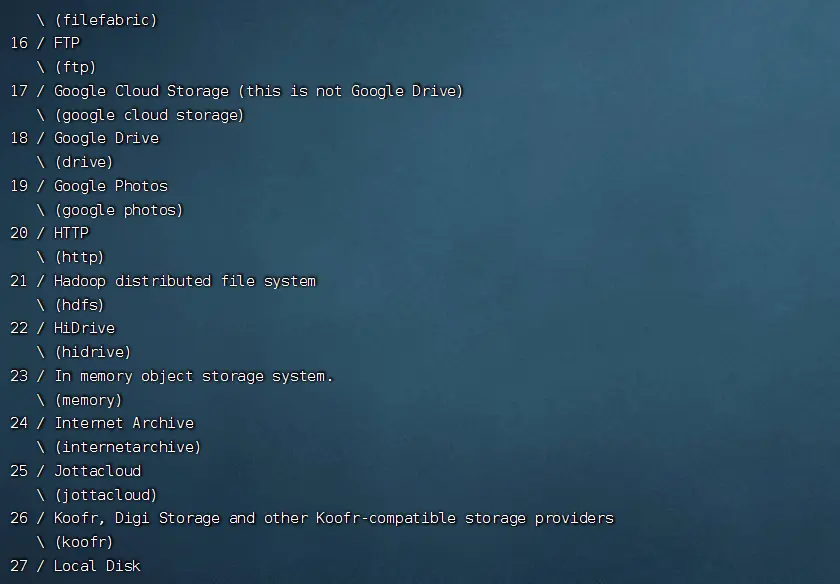 \ (filefabric)
16 / FTP
\ (ftp)
17 / Google Cloud Storage (this is not Google Drive)
\ (google cloud storage)
18 / Google Drive
\ (drive)
19 / Google Photos
\ (google photos)
20 / HTTP
\ (http)
21 / Hadoop distributed file system
\ (hdfs)
22 / HiDrive
\ (hidrive)
23 / In memory object storage system.
\ (memory)
24 / Internet Archive
\ (internetarchive)
25 / Jottacloud
\ (jottacloud)
26 / Koofr, Digi Storage and other Koofr-compatible storage providers
\ (koofr)
27 / Local Disk